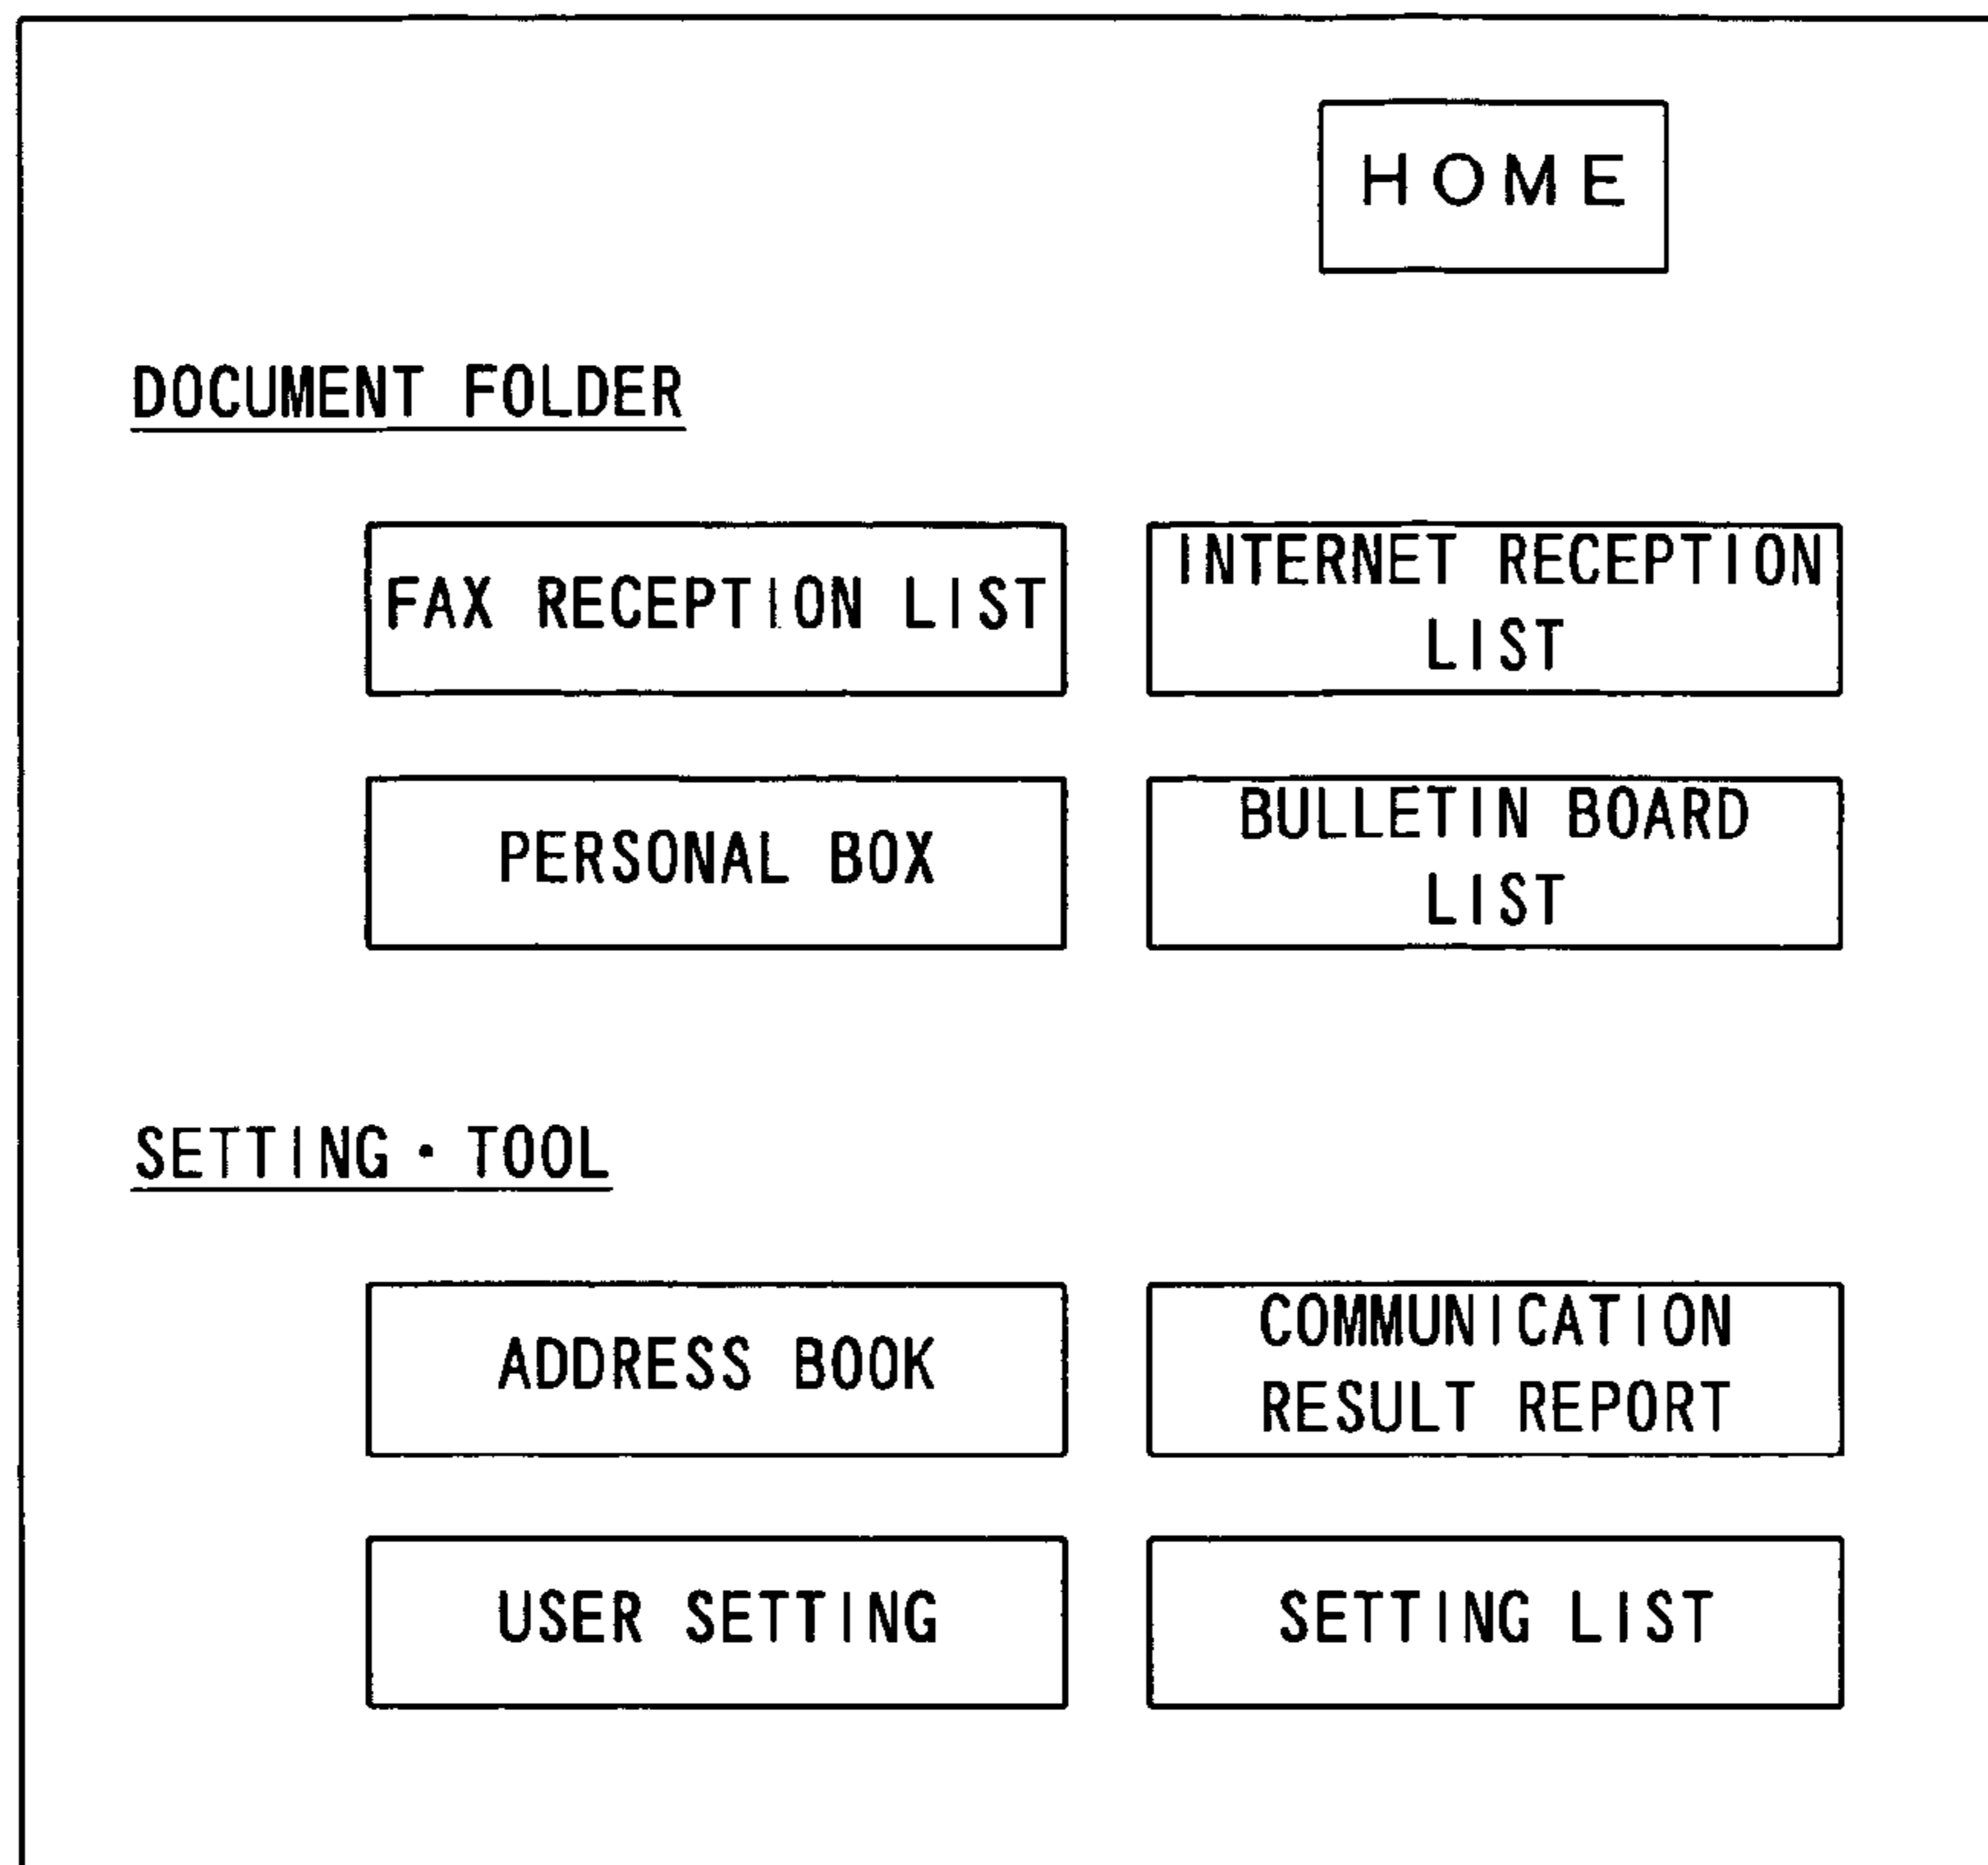 HOME
DOCUMENT FOLDER
FAX RECEPTION LIST
INTERNET RECEPTION
LIST
PERSONAL BOX
BULLETIN BOARD
LIST
SETTING・TOOL
ADDRESS BOOK
COMMUNICATION
RESULT REPORT
USER SETTING
SETTING LIST